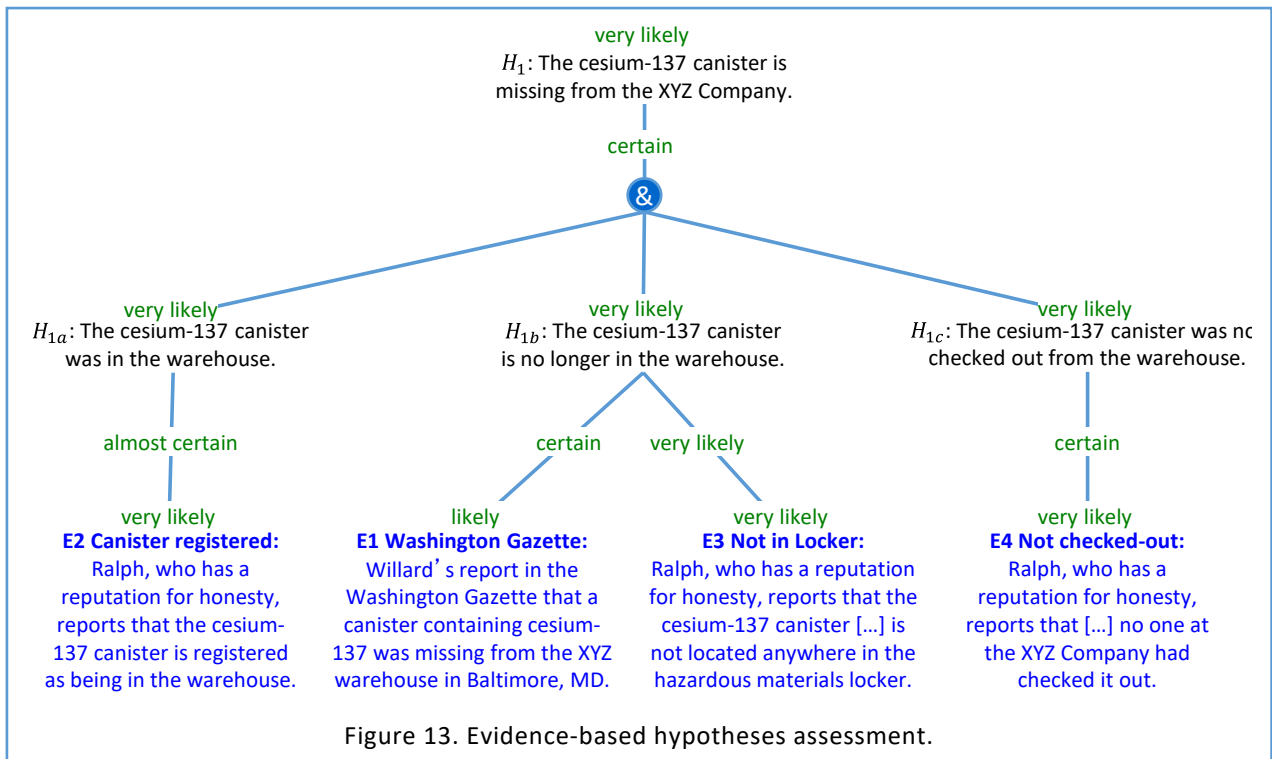 very likely
H₁: The cesium-137 canister is
missing from the XYZ Company.
certain
&
very likely
H₁ₐ: The cesium-137 canister
was in the warehouse.
very likely
H₁b: The cesium-137 canister
is no longer in the warehouse.
very likely
H₁c: The cesium-137 canister was no
checked out from the warehouse.
almost certain
certain
very likely
certain
very likely
E2 Canister registered:
Ralph, who has a
reputation for honesty,
reports that the cesium-
137 canister is registered
as being in the warehouse.
likely
E1 Washington Gazette:
Willard's report in the
Washington Gazette that a
canister containing cesium-
137 was missing from the XYZ
warehouse in Baltimore, MD.
very likely
E3 Not in Locker:
Ralph, who has a reputation
for honesty, reports that the
cesium-137 canister [...] is
not located anywhere in the
hazardous materials locker.
very likely
E4 Not checked-out:
Ralph, who has a
reputation for honesty,
reports that [...] no one at
the XYZ Company had
checked it out.
Figure 13. Evidence-based hypotheses assessment.